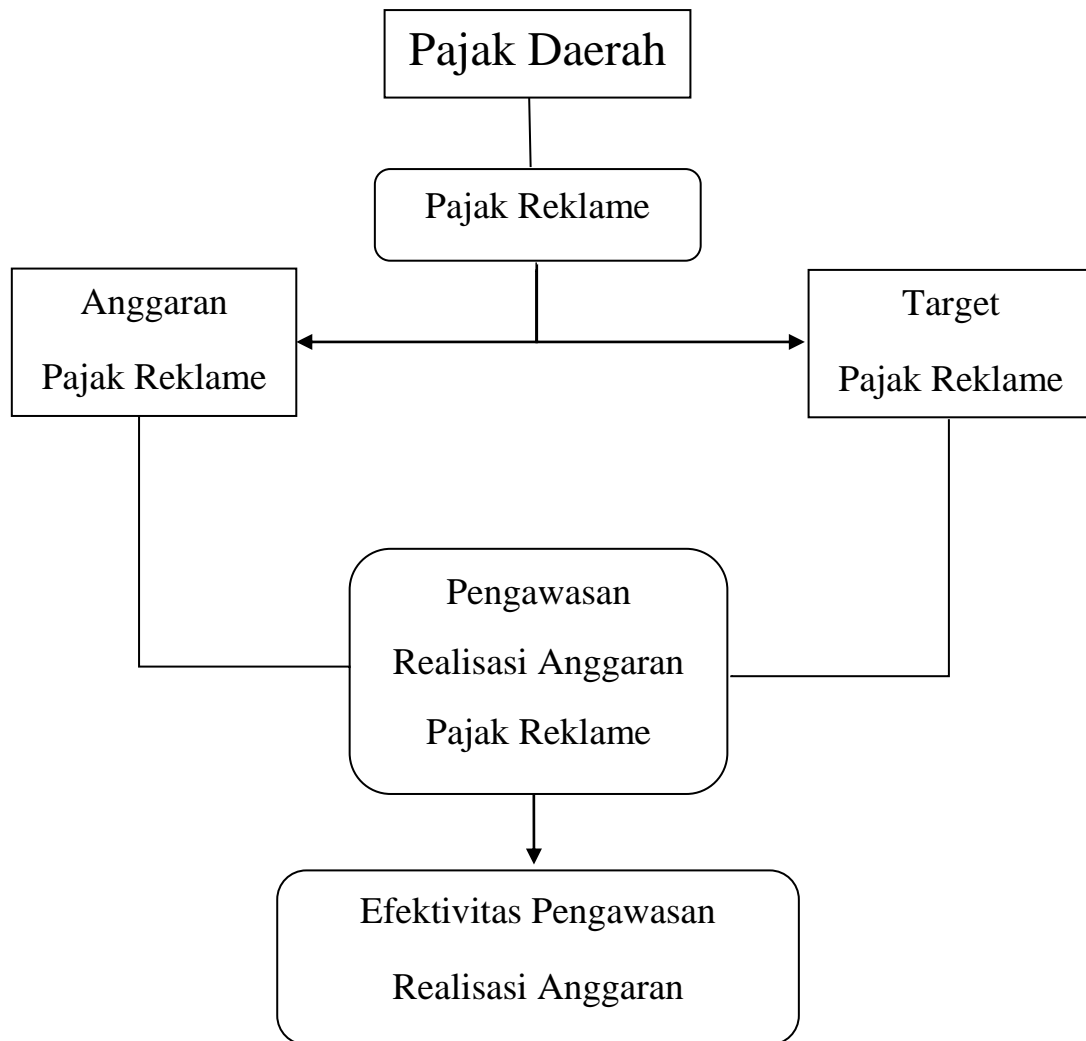 Pajak Daerah
Pajak Reklame
Anggaran
Pajak Reklame
Target
Pajak Reklame
Pengawasan
Realisasi Anggaran
Pajak Reklame
Efektivitas Pengawasan
Realisasi Anggaran